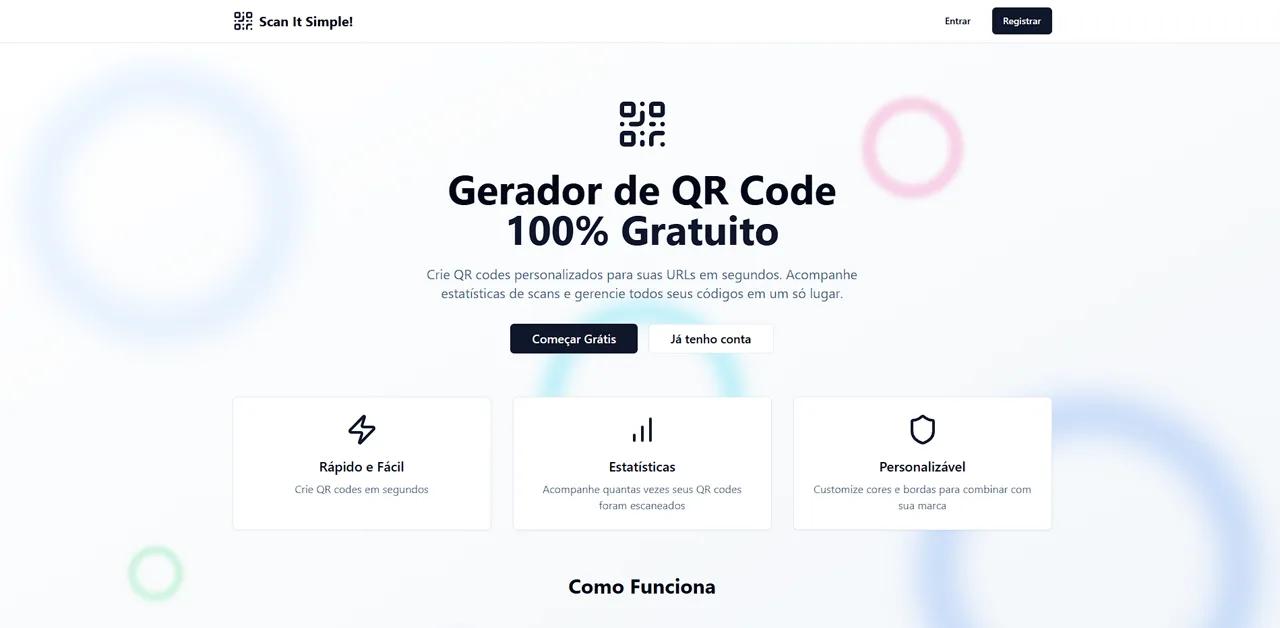 Scan It Simple!
Entrar
Registrar
Gerador de QR Code
100% Gratuito
Crie QR codes personalizados para suas URLs em segundos. Acompanhe
estatísticas de scans e gerencie todos seus códigos em um só lugar.
Começar Grátis
Já tenho conta
Rápido e Fácil
Crie QR codes em segundos
Estatísticas
Acompanhe quantas vezes seus QR codes
foram escaneados
Personalizável
Customize cores e bordas para combinar com
sua marca
Como Funciona